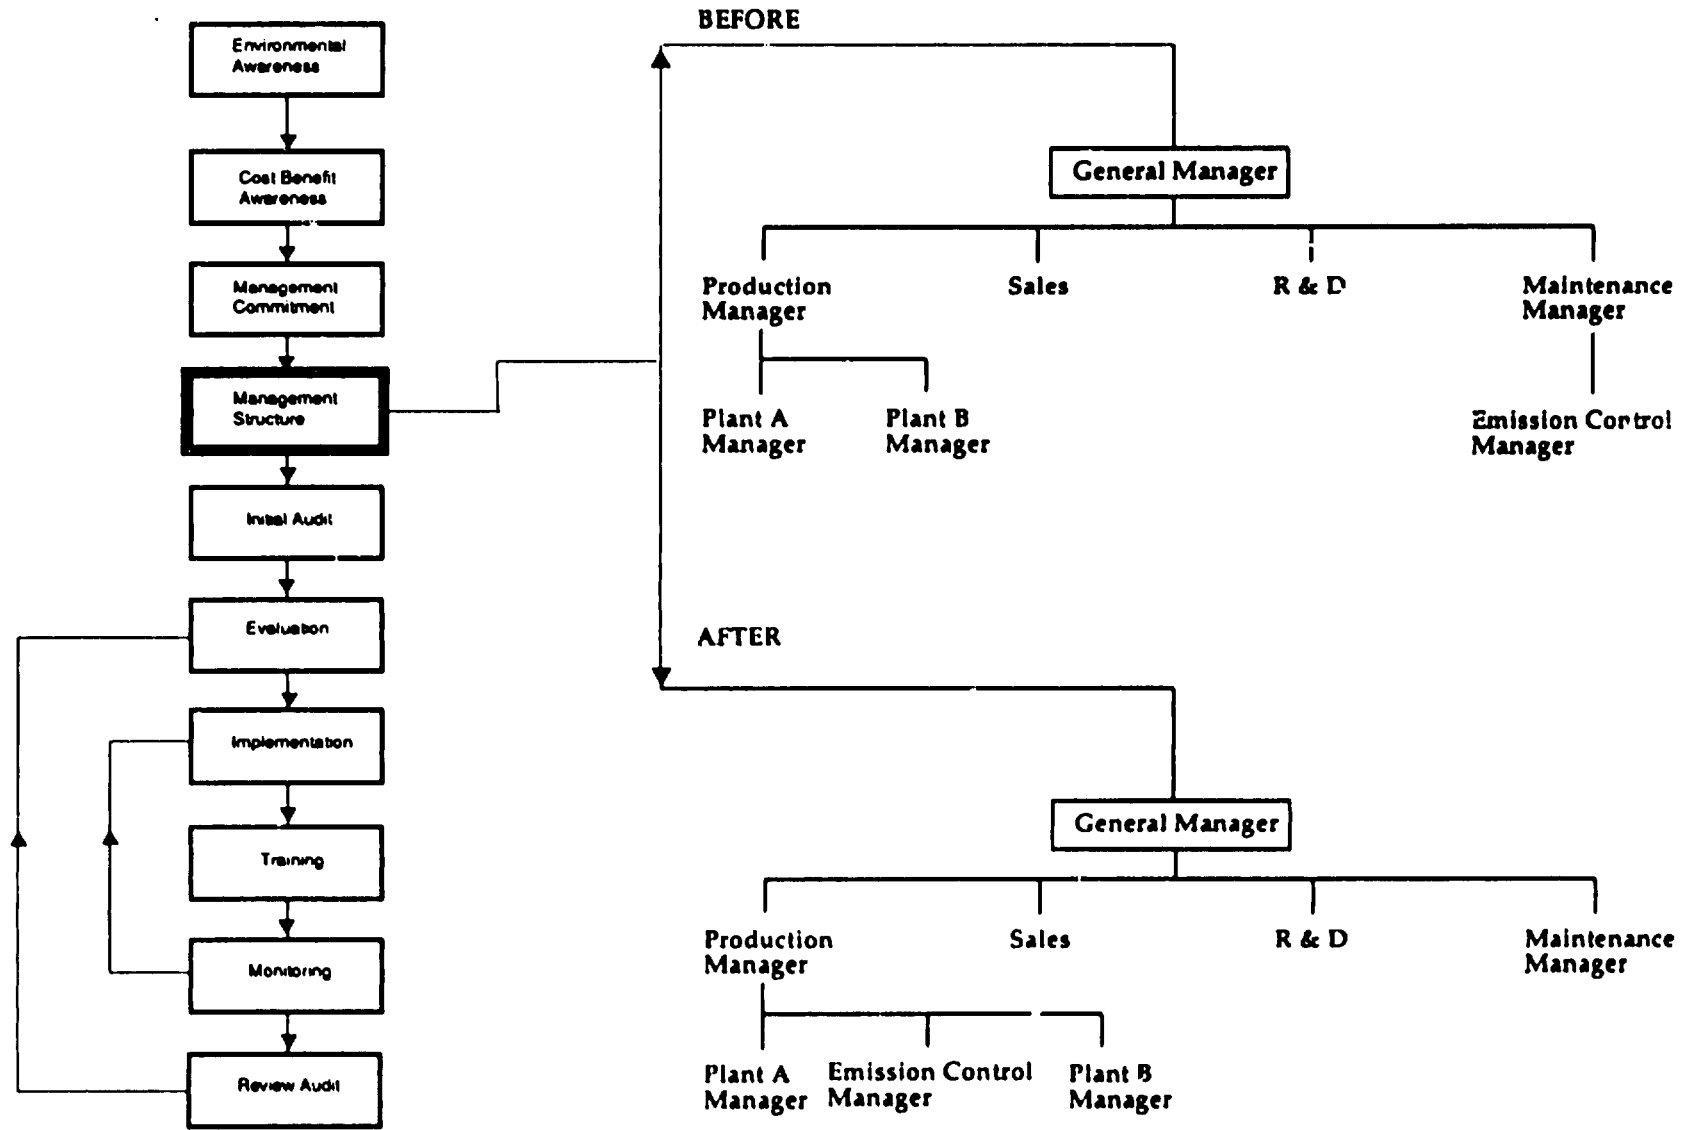 Environmental
Awareness
Cost Benefit
Awareness
Management
Commitment
Management
Structure
Initial Audit
Evaluation
Implementation
Training
Monitoring
Review Audit
BEFORE
General Manager
Production
Manager
Sales
R & D
Maintenance
Manager
Plant A
Manager
Plant B
Manager
Emission Control
Manager
AFTER
General Manager
Production
Manager
Sales
R & D
Maintenance
Manager
Plant A
Manager
Emission Control
Manager
Plant B
Manager